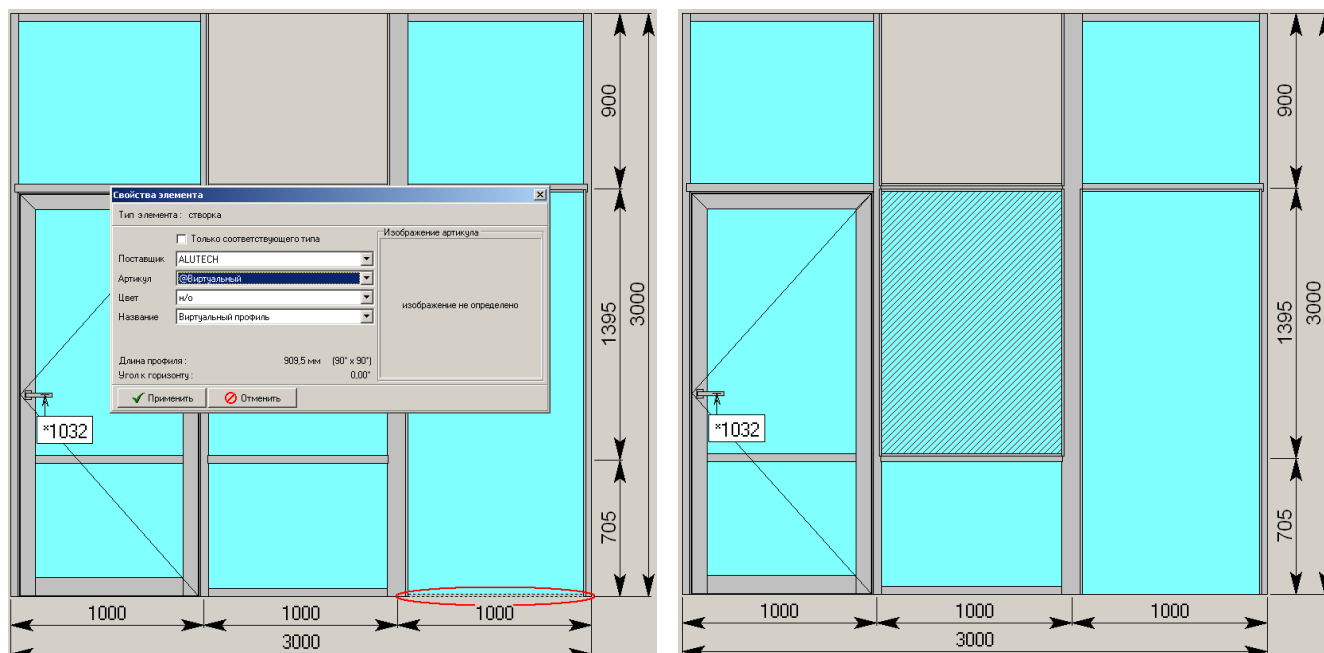 Свойства элемента
Тип элемента : створка
Только соответствующего типа
Изображение артикула
Поставщик ALUTECH
Артикул @Виртуальный
Цвет н/о
Название Виртуальный профиль
изображение не определено
Длина профиля : 909,5 мм (90° x 90°)
Угол к горизонту : 0,00°
Применить Отменить
*1032
900
1395
3000
705
1000 1000 1000
3000
*1032
900
1395
3000
705
1000 1000 1000
3000